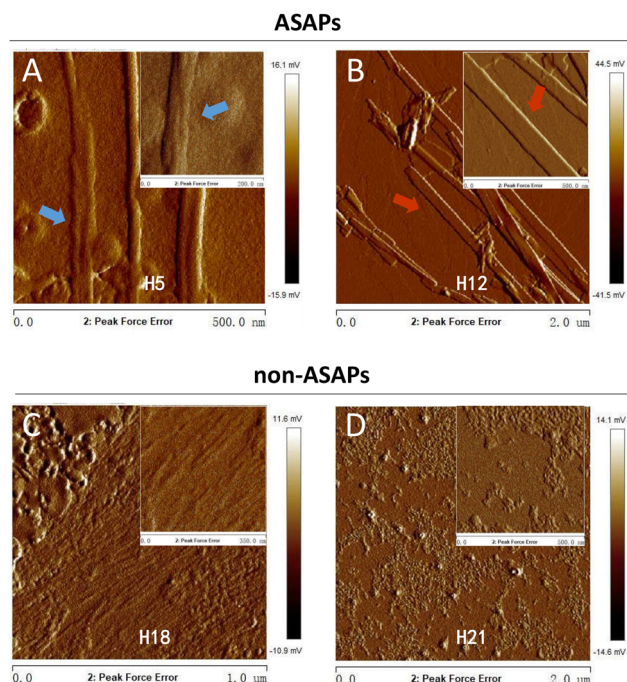 ASAPs
A
16.1 mV
0.0 2: Peak Force Error 200.0 nm
H5
-15.9 mV
0.0 2: Peak Force Error 500.0 nm
B
44.5 mV
0.0 2: Peak Force Error 500.0 nm
H12
-41.5 mV
0.0 2: Peak Force Error 2.0 um
non-ASAPs
C
11.6 mV
0.0 2: Peak Force Error 350.0 nm
H18
-10.9 mV
0.0 2: Peak Force Error 1.0 um
D
14.1 mV
0.0 2: Peak Force Error 500.0 nm
H21
-14.6 mV
0.0 2: Peak Force Error 2.0 um